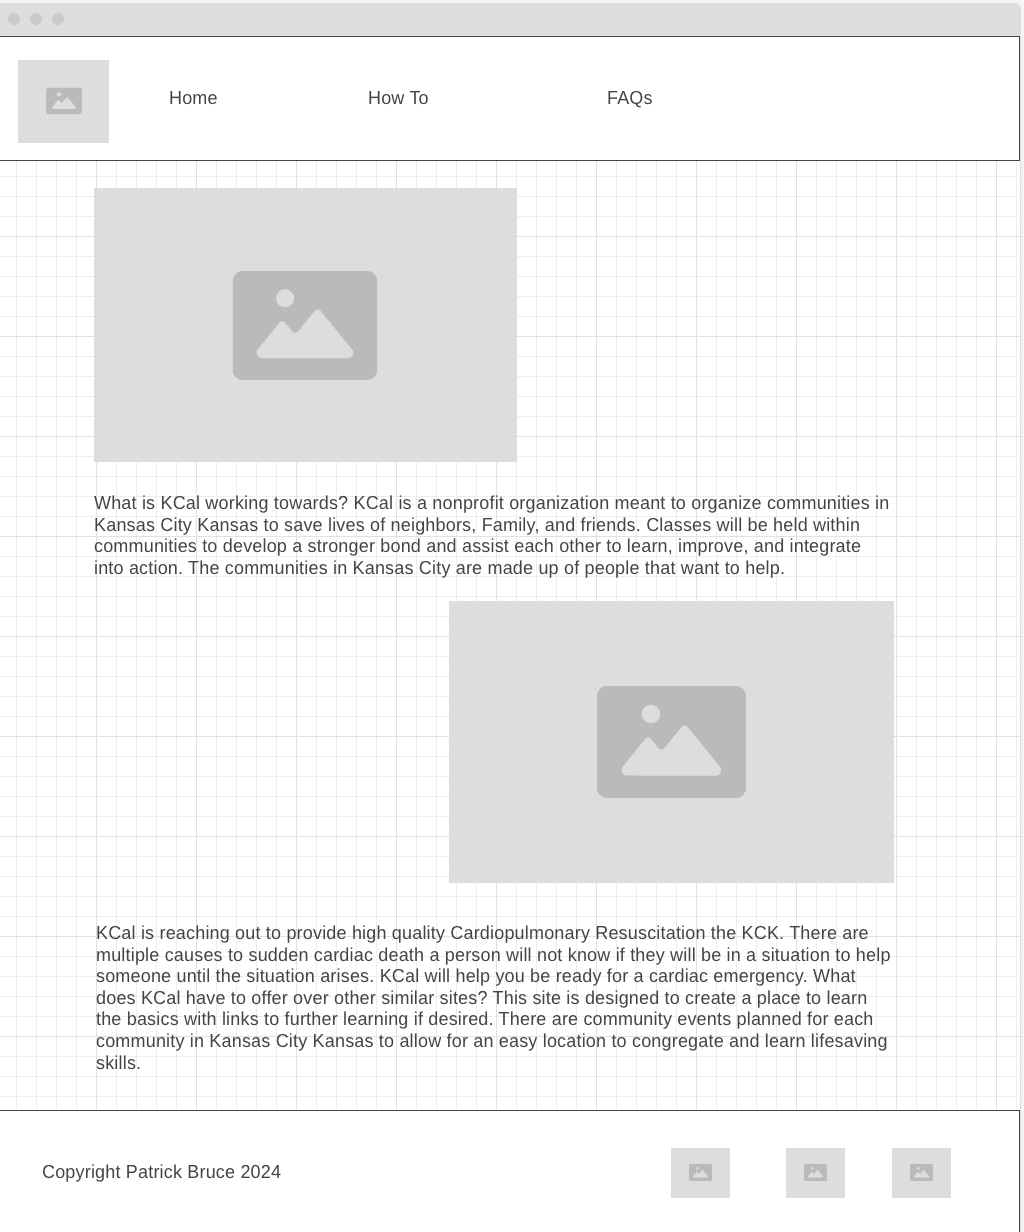 Home How To FAQs
What is KCal working towards? KCal is a nonprofit organization meant to organize communities in
Kansas City Kansas to save lives of neighbors, Family, and friends. Classes will be held within
communities to develop a stronger bond and assist each other to learn, improve, and integrate
into action. The communities in Kansas City are made up of people that want to help.
KCal is reaching out to provide high quality Cardiopulmonary Resuscitation the KCK. There are
multiple causes to sudden cardiac death a person will not know if they will be in a situation to help
someone until the situation arises. KCal will help you be ready for a cardiac emergency. What
does KCal have to offer over other similar sites? This site is designed to create a place to learn
the basics with links to further learning if desired. There are community events planned for each
community in Kansas City Kansas to allow for an easy location to congregate and learn lifesaving
skills.
Copyright Patrick Bruce 2024